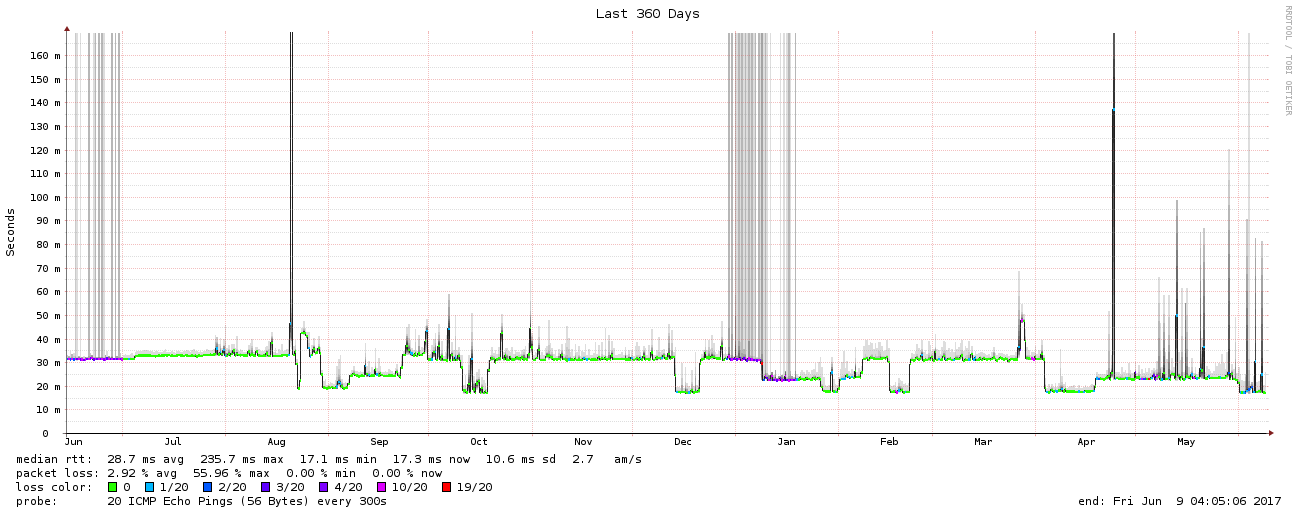 Last 360 Days
RRDTOOL / TOBI OETIKER
Seconds
160 m
150 m
140 m
130 m
120 m
110 m
100 m
90 m
80 m
70 m
60 m
50 m
40 m
30 m
20 m
10 m
0
Jun Jul Aug Sep Oct Nov Dec Jan Feb Mar Apr May
median rtt: 28.7 ms avg 235.7 ms max 17.1 ms min 17.3 ms now 10.6 ms sd 2.7 am/s
packet loss: 2.92 % avg 55.96 % max 0.00 % min 0.00 % now
loss color: 0 1/20 2/20 3/20 4/20 10/20 19/20
probe: 20 ICMP Echo Pings (56 Bytes) every 300s end: Fri Jun 9 04:05:06 2017